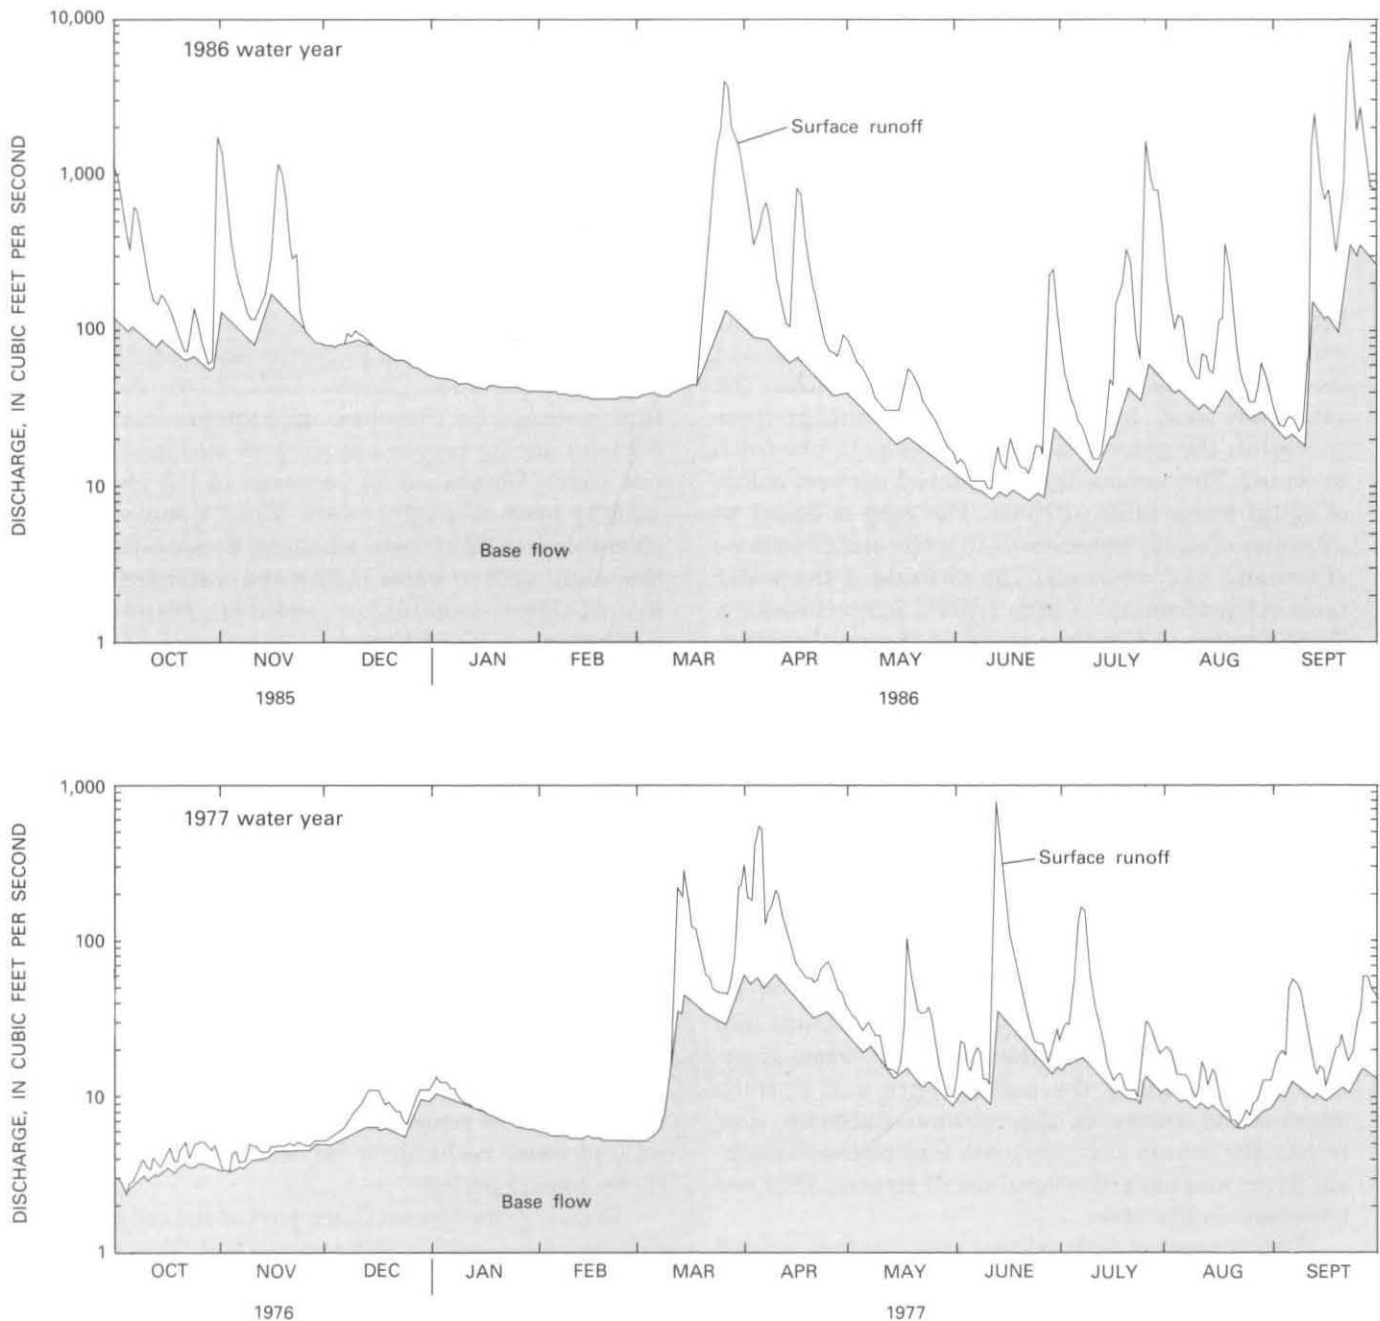 10,000
1986 water year
Surface runoff
1,000
100
10
Base flow
1
DISCHARGE, IN CUBIC FEET PER SECOND
OCT NOV DEC JAN FEB MAR APR MAY JUNE JULY AUG SEPT
1985 1986
1,000
1977 water year
Surface runoff
100
10
Base flow
1
DISCHARGE, IN CUBIC FEET PER SECOND
OCT NOV DEC JAN FEB MAR APR MAY JUNE JULY AUG SEPT
1976 1977